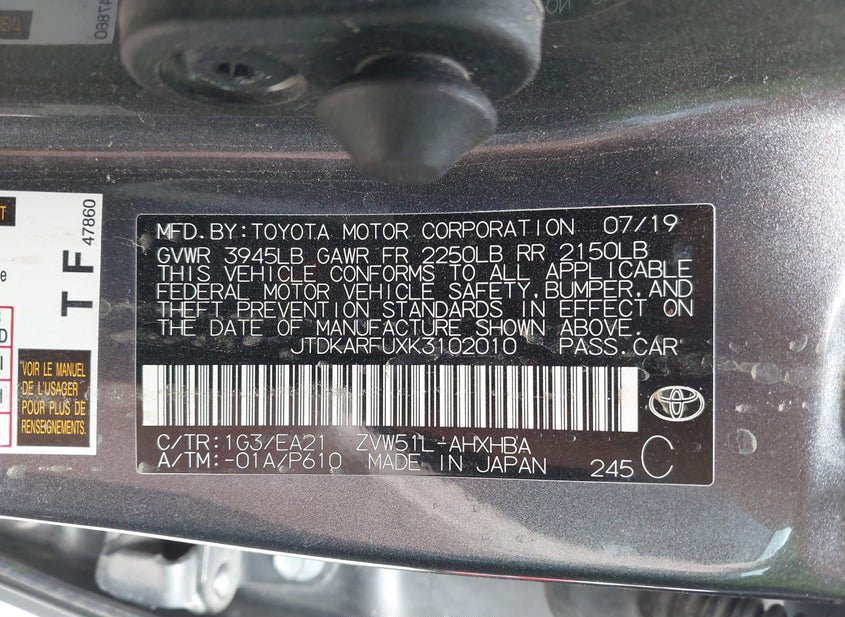 MFD.BY:TOYOTA MOTOR CORPORATION 07/19
GVWR 3945LB GAWR FR 2250LB RR 2150LB
THIS VEHICLE CONFORMS TO ALL APPLICABLE
FEDERAL MOTOR VEHICLE SAFETY,BUMPER,AND
THEFT PREVENTION STANDARDS IN EFFECT ON
THE DATE OF MANUFACTURE SHOWN ABOVE.
JTDKARFUXK3102010 PASS.CAR
C/TR:1G3/EA21 ZVW51L-AHXHBA
A/TM:-01A/P610 MADE IN JAPAN 245 C
TF 47860
VOIR LE MANUEL
DE L'USAGER
POUR PLUS DE
RENSEIGNEMENTS